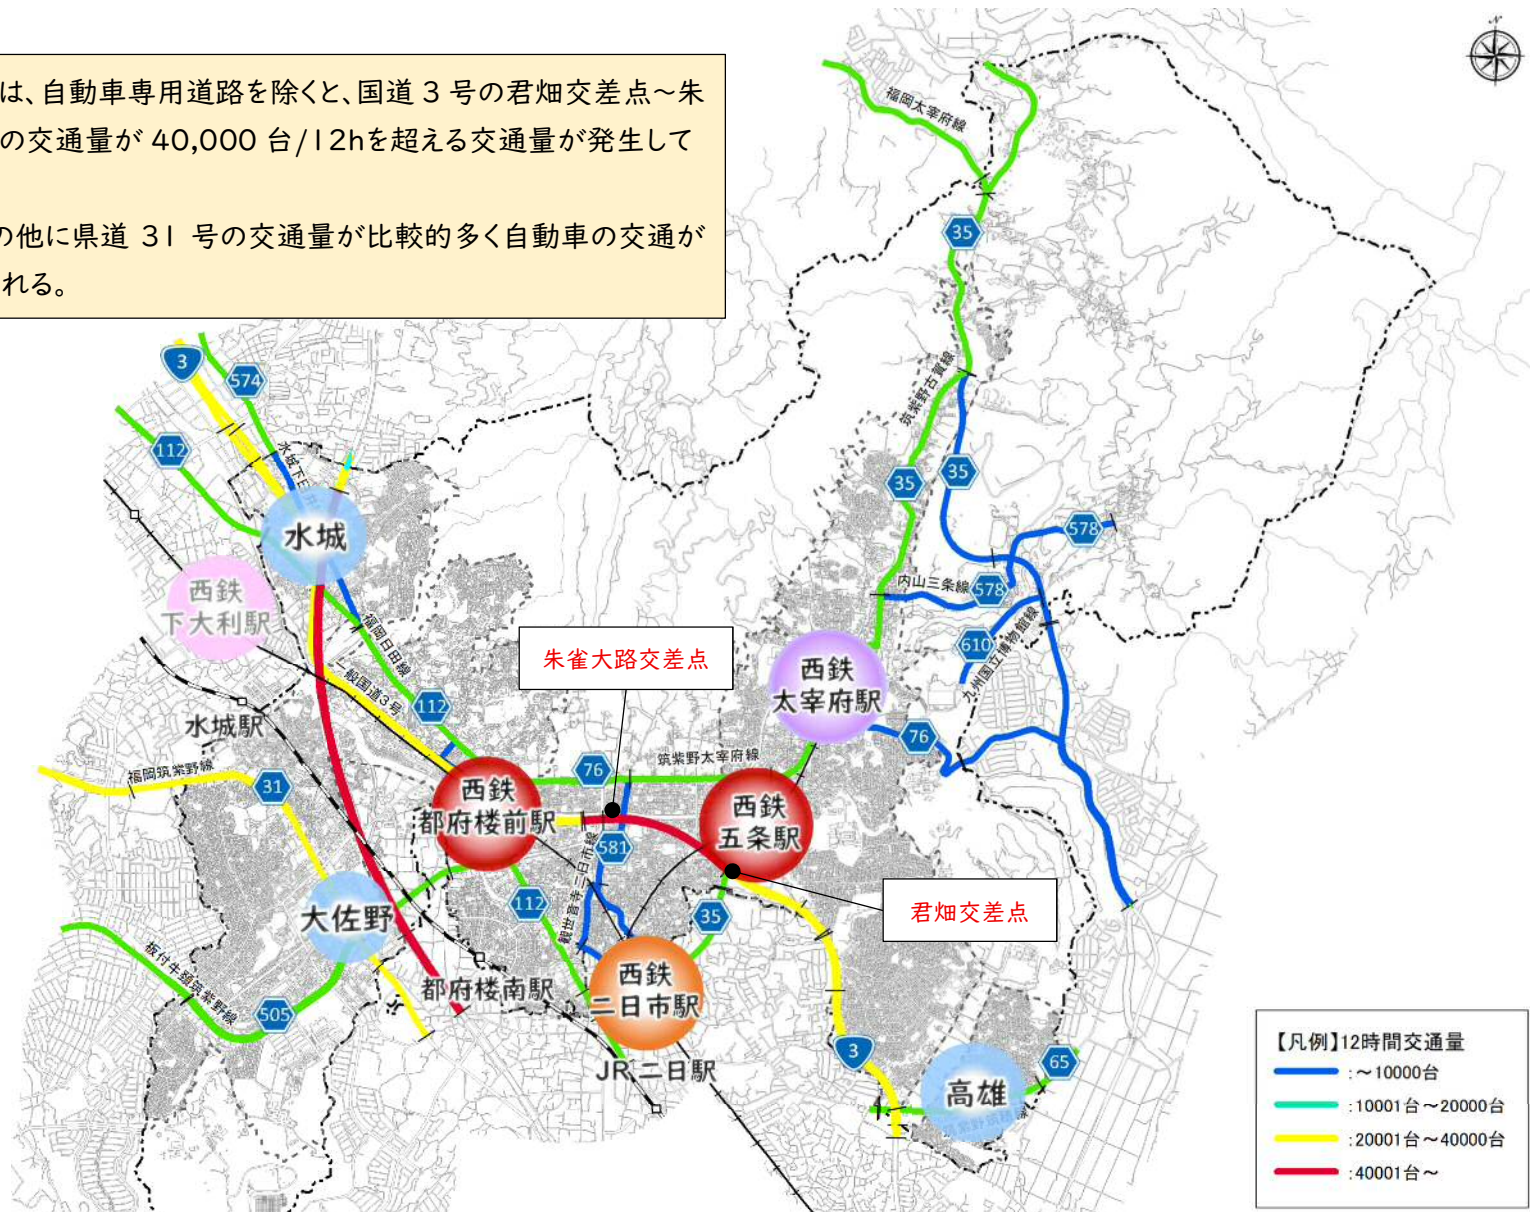 は、自動車専用道路を除くと、国道 3 号の君畑交差点～朱
の交通量が 40,000 台/12hを超える交通量が発生して
の他に県道 31 号の交通量が比較的多く自動車の交通が
れる。
N
福岡太宰府線
35
筑紫野古賀線
3
574
112
水城下臼井
35
35
578
水城
内山三条線
578
西鉄
下大利駅
610
九州国立博物館線
福岡日田線
一般国道3号
朱雀大路交差点
西鉄
太宰府駅
112
水城駅
76
福岡筑紫野線
31
76
筑紫野太宰府線
西鉄
都府楼前駅
西鉄
五条駅
581
観世音寺二日市線
君畑交差点
112
35
大佐野
板付牛頸筑紫野線
505
都府楼南駅
西鉄
二日市駅
JR 二日駅
3
65
高雄
【凡例】12時間交通量
:～10000台
:10001台～20000台
:20001台～40000台
:40001台～